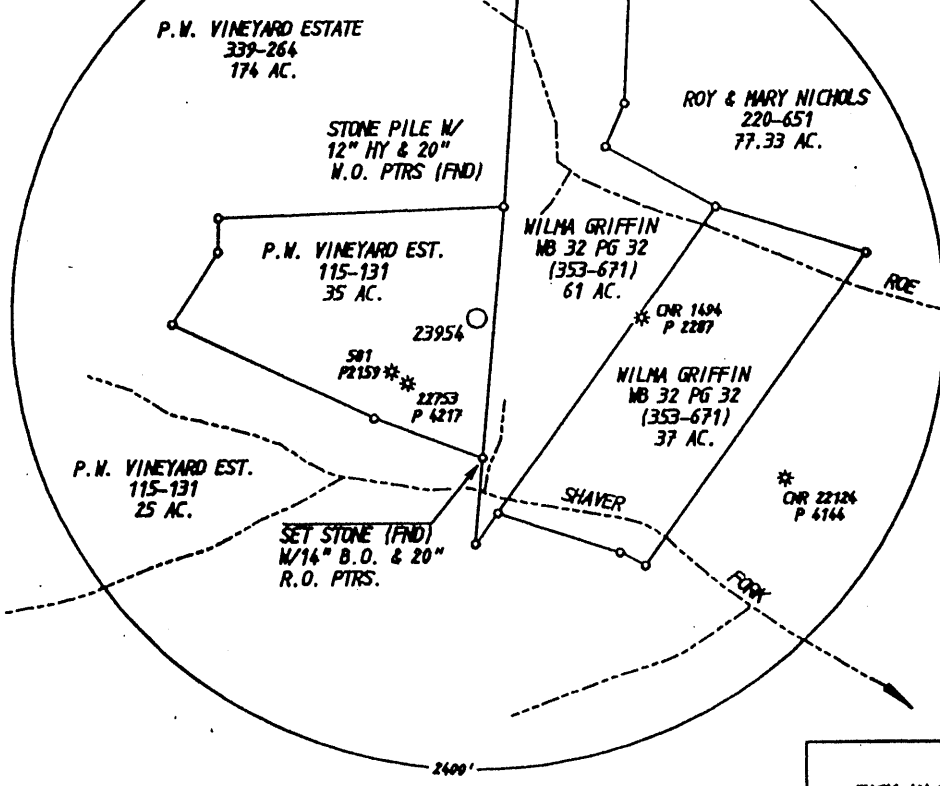 P.W. VINEYARD ESTATE
339-264
174 AC.
ROY & MARY NICHOLS
220-651
77.33 AC.
STONE PILE W/
12" HY & 20"
W.O. PTRS (FND)
WILMA GRIFFIN
WB 32 PG 32
(353-671)
61 AC.
P.W. VINEYARD EST.
115-131
35 AC.
ROE
23954
CNR 1494
P 2287
581
P2159
22753
P 4217
WILMA GRIFFIN
WB 32 PG 32
(353-671)
37 AC.
P.W. VINEYARD EST.
115-131
25 AC.
SHAVER
CNR 22124
P 4144
SET STONE (FND)
W/14" B.O. & 20"
R.O. PTRS.
FORK
2400'